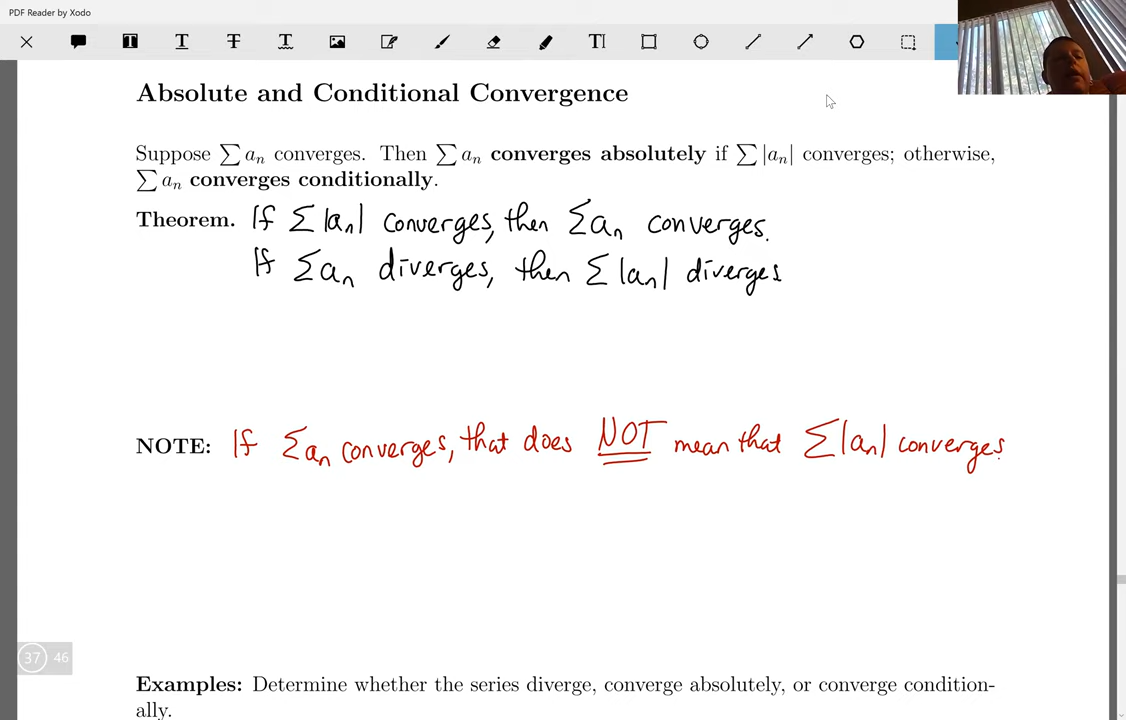 PDF Reader by Xodo
Absolute and Conditional Convergence
Suppose ∑ aₙ converges. Then ∑ aₙ converges absolutely if ∑ |aₙ| converges; otherwise,
∑ aₙ converges conditionally.
Theorem. If ∑ |aₙ| converges, then ∑ aₙ converges.
If ∑ aₙ diverges, then ∑ |aₙ| diverges
NOTE: If ∑ aₙ converges, that does NOT mean that ∑ |aₙ| converges.
37 46
Examples: Determine whether the series diverge, converge absolutely, or converge condition-
ally.